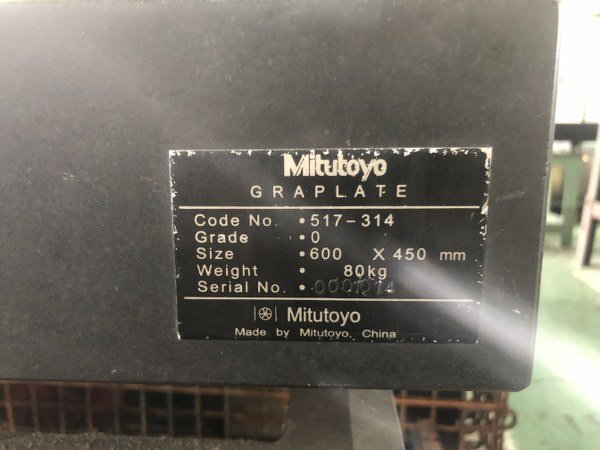 Mitutoyo
GRAPLATE
Code No. • 517-314
Grade • 0
Size • 600 X 450 mm
Weight • 80kg
Serial No. • 0001014
Mitutoyo
Made by Mitutoyo, China